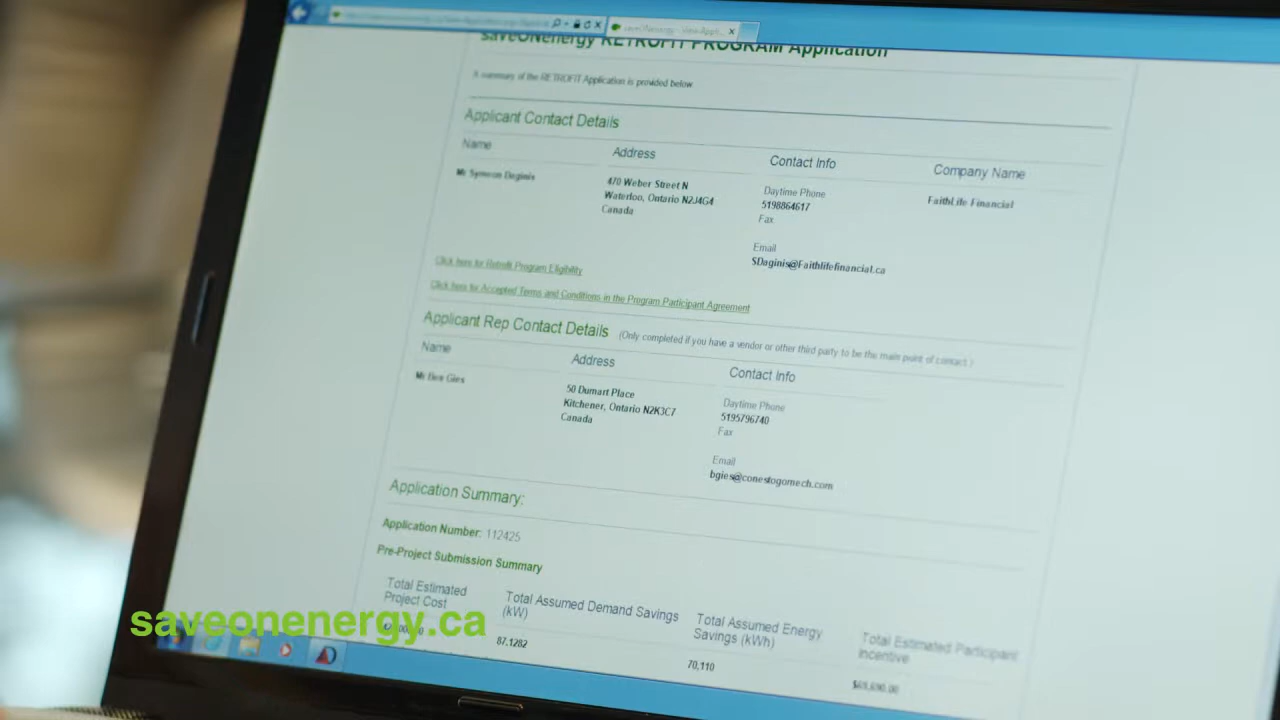 saveONenergy RETROFIT PROGRAM Application
A summary of the RETROFIT Application is provided below
Applicant Contact Details
Name Address Contact Info Company Name
Mr Symeon Daginis 470 Weber Street N Daytime Phone FaithLife Financial
Waterloo, Ontario N2J4G4 5198864617
Canada Fax
Email
SDaginis@Faithlifefinancial.ca
Click here for Retrofit Program Eligibility
Click here for Accepted Terms and Conditions in the Program Participant Agreement
Applicant Rep Contact Details (Only completed if you have a vendor or other third party to be the main point of contact)
Name Address Contact Info
Mr Ben Gies 50 Dumart Place Daytime Phone
Kitchener, Ontario N2K3C7 5195796740
Canada Fax
Email
bgies@conestogomech.com
Application Summary:
Application Number: 112425
Pre-Project Submission Summary
Total Estimated Project Cost
Total Assumed Demand Savings (kW)
Total Assumed Energy Savings (kWh)
Total Estimated Participant Incentive
87.1282
70,110
saveonenergy.ca